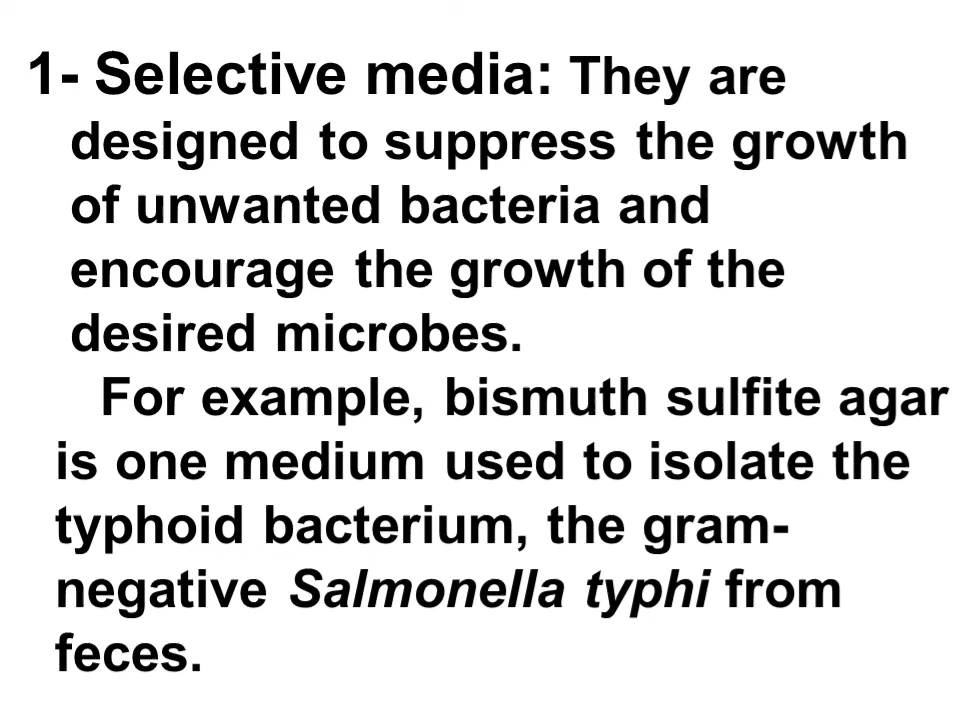 1- Selective media: They are
designed to suppress the growth
of unwanted bacteria and
encourage the growth of the
desired microbes.
For example, bismuth sulfite agar
is one medium used to isolate the
typhoid bacterium, the gram-
negative Salmonella typhi from
feces.